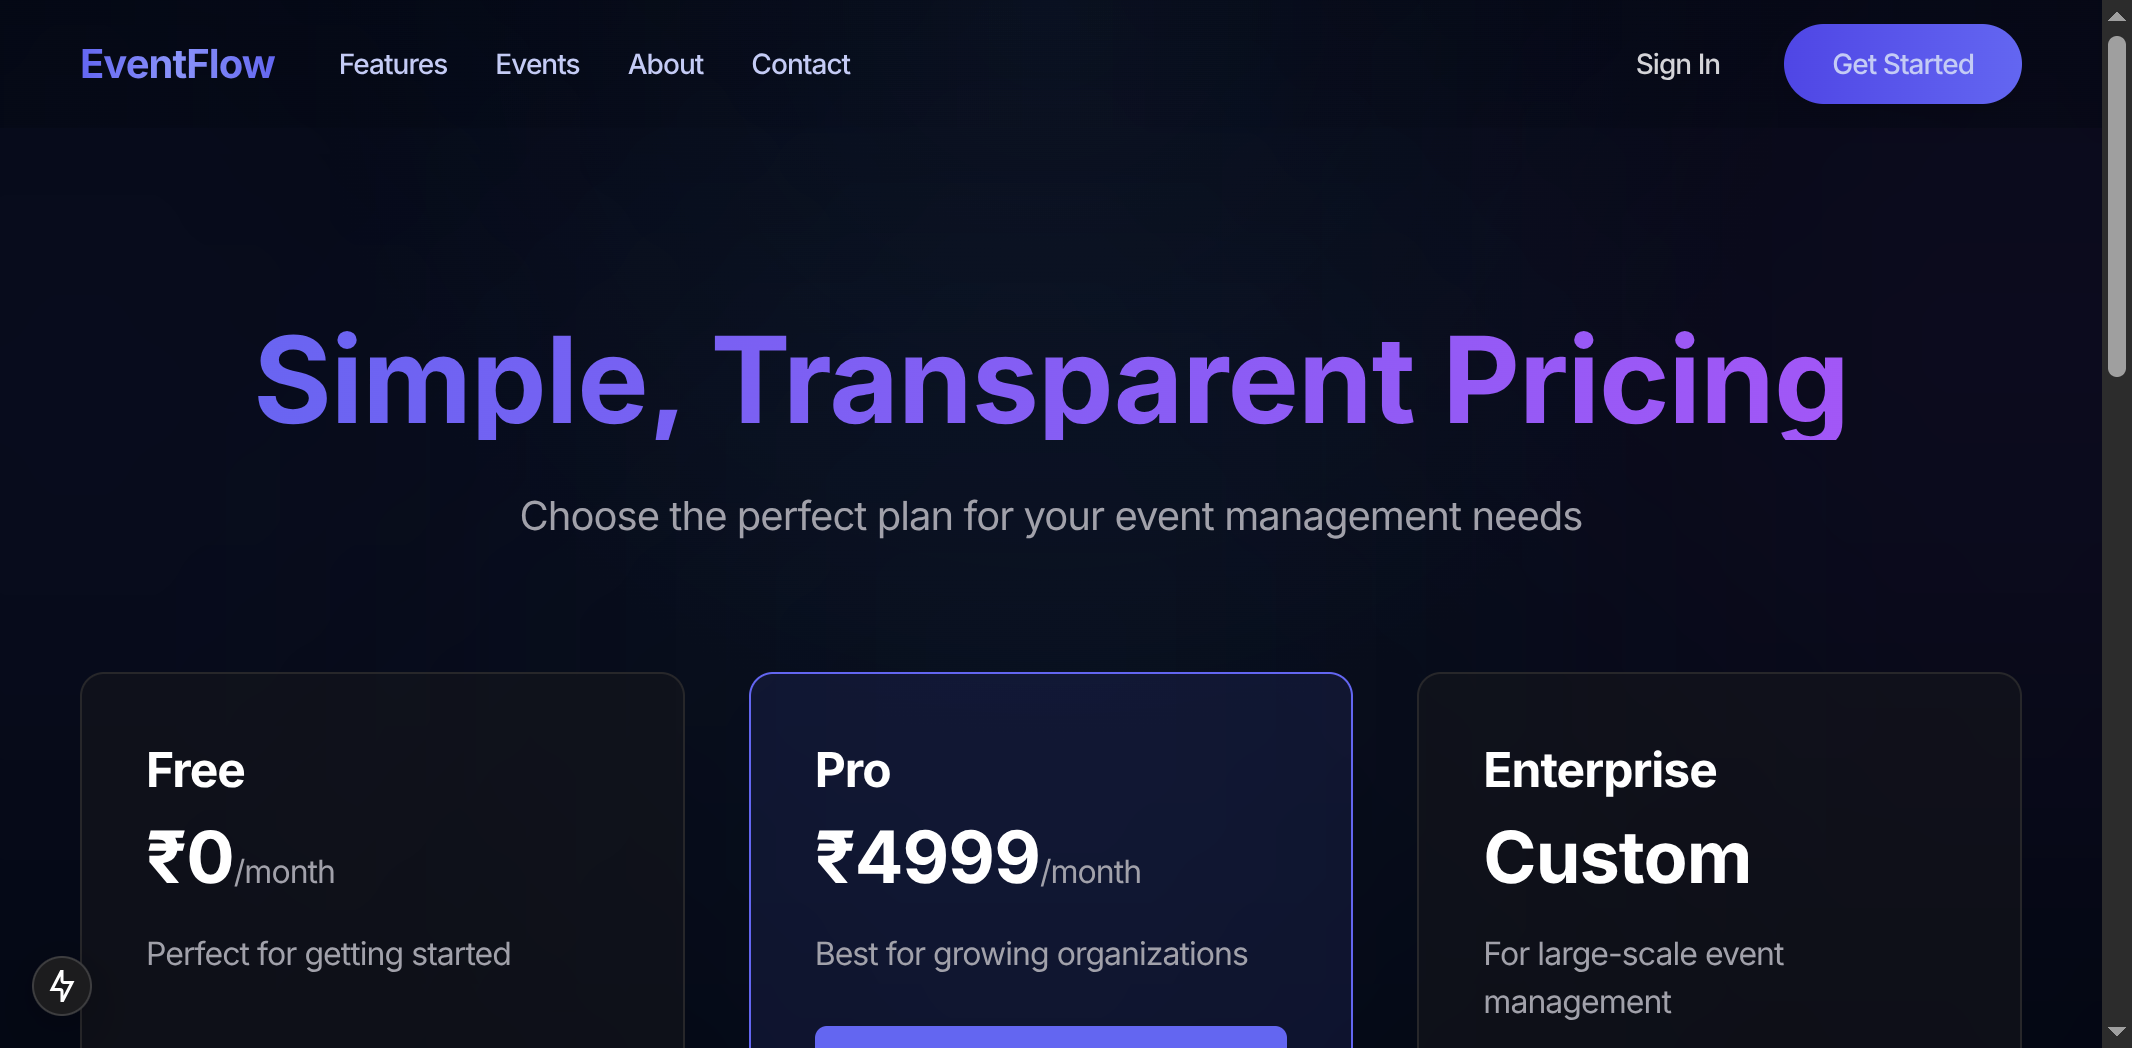 EventFlow Features Events About Contact Sign In Get Started
Simple, Transparent Pricing
Choose the perfect plan for your event management needs
Free
₹0/month
Perfect for getting started
Pro
₹4999/month
Best for growing organizations
Enterprise
Custom
For large-scale event
management